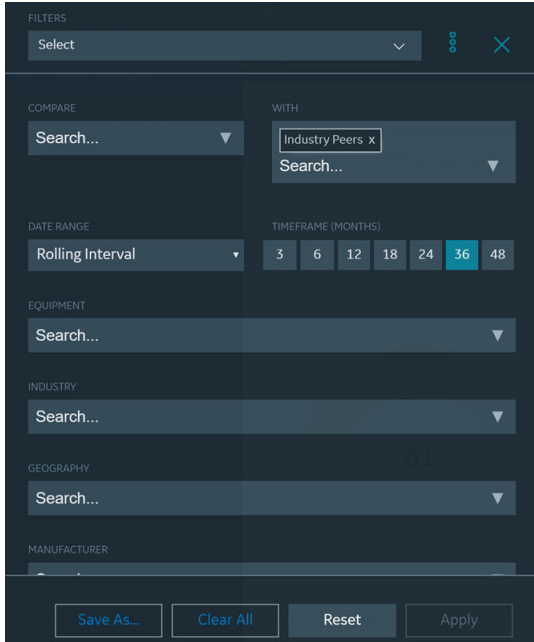 FILTERS
Select
COMPARE
WITH
Search...
Industry Peers x
Search...
DATE RANGE
TIMEFRAME (MONTHS)
Rolling Interval
3 6 12 18 24 36 48
EQUIPMENT
Search...
INDUSTRY
Search...
61
GEOGRAPHY
Search...
MANUFACTURER
Save As... Clear All Reset Apply